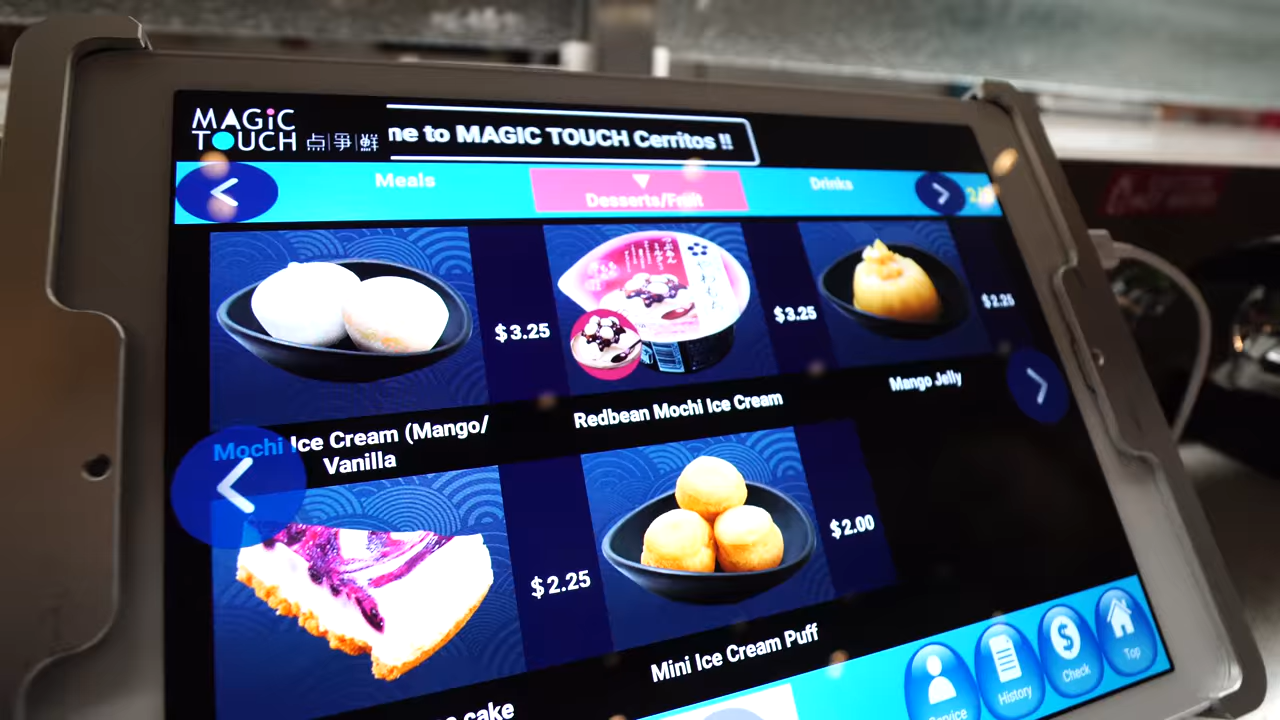 MAGIC
TOUCH 点|爭|鮮
ne to MAGIC TOUCH Cerritos !!
Meals
Desserts/Fruit
Drinks
$3.25
$3.25
$2.25
Mochi Ice Cream (Mango/
Vanilla
Redbean Mochi Ice Cream
Mango Jelly
$2.25
$2.00
cake
Mini Ice Cream Puff
Service
History
Check
Top